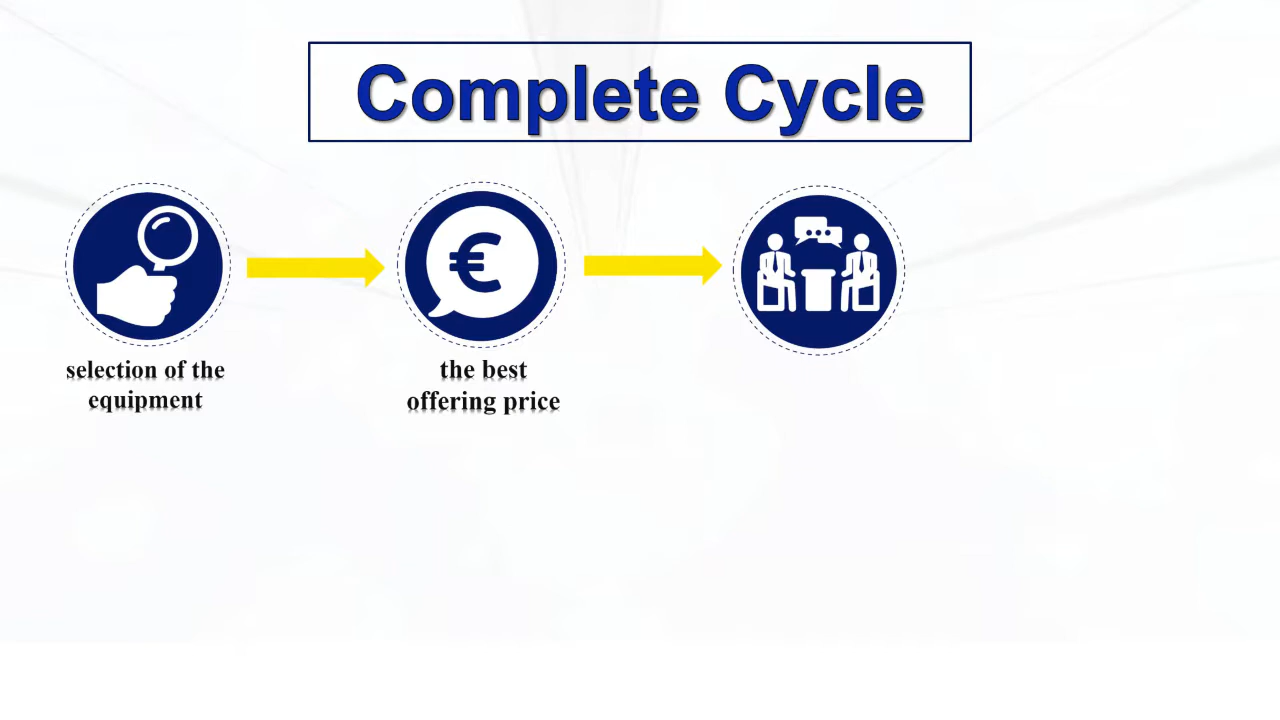 Complete Cycle
selection of the
equipment
the best
offering price